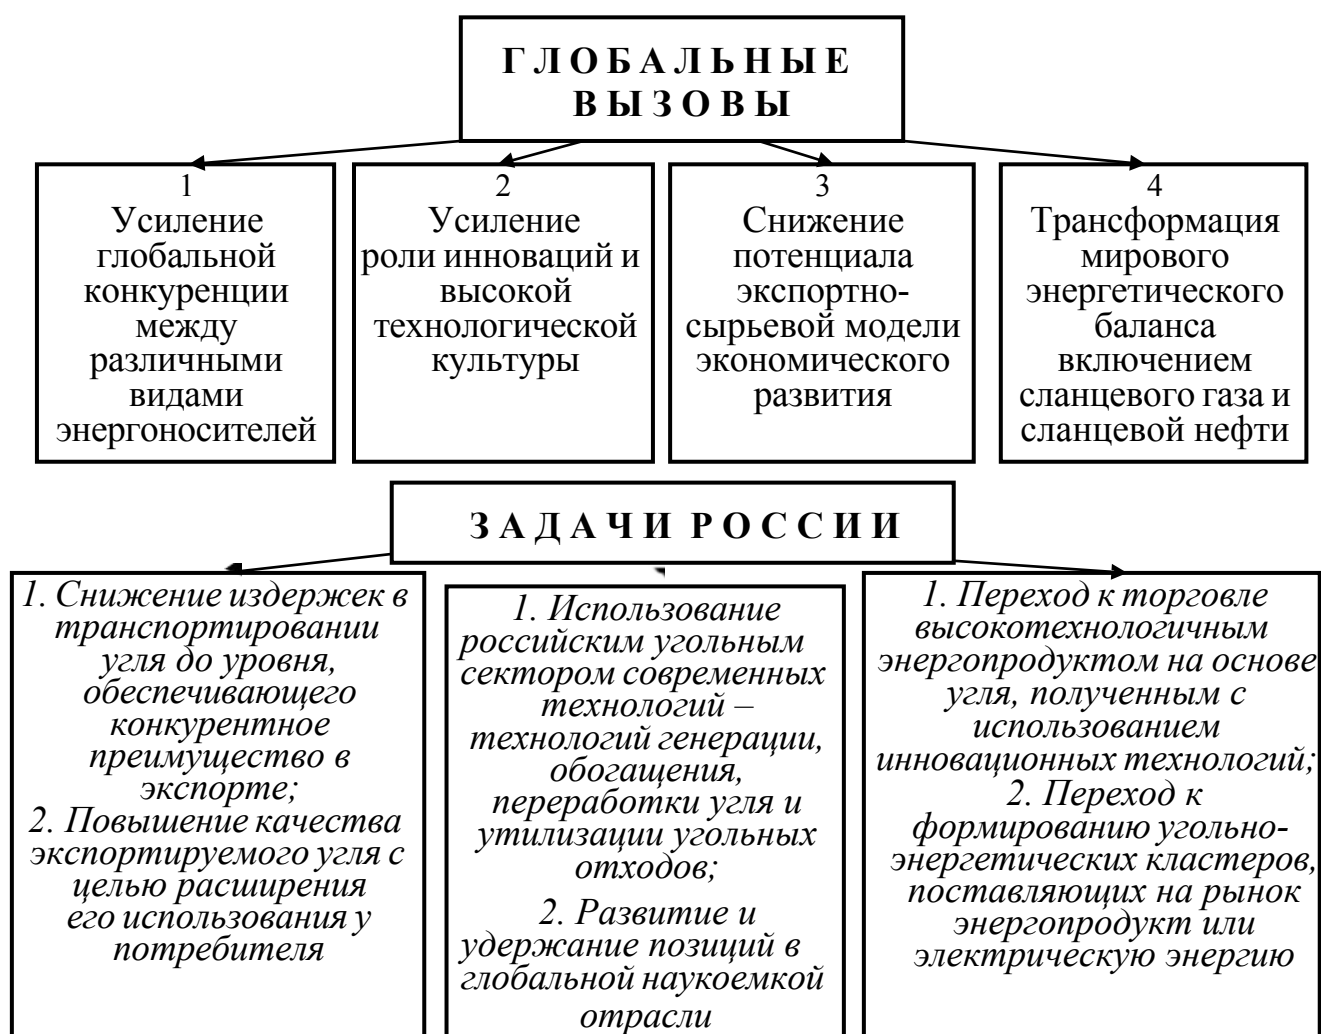 ГЛОБАЛЬНЫЕ
ВЫЗОВЫ
1
Усиление
глобальной
конкуренции
между
различными
видами
энергоносителей
2
Усиление
роли инноваций и
высокой
технологической
культуры
3
Снижение
потенциала
экспортно-
сырьевой модели
экономического
развития
4
Трансформация
мирового
энергетического
баланса
включением
сланцевого газа и
сланцевой нефти
ЗАДАЧИ РОССИИ
1. Снижение издержек в
транспортировании
угля до уровня,
обеспечивающего
конкурентное
преимущество в
экспорте;
2. Повышение качества
экспортируемого угля с
целью расширения
его использования у
потребителя
1. Использование
российским угольным
сектором современных
технологий –
технологий генерации,
обогащения,
переработки угля и
утилизации угольных
отходов;
2. Развитие и
удержание позиций в
глобальной наукоемкой
отрасли
1. Переход к торговле
высокотехнологичным
энергопродуктом на основе
угля, полученным с
использованием
инновационных технологий;
2. Переход к
формированию угольно-
энергетических кластеров,
поставляющих на рынок
энергопродукт или
электрическую энергию